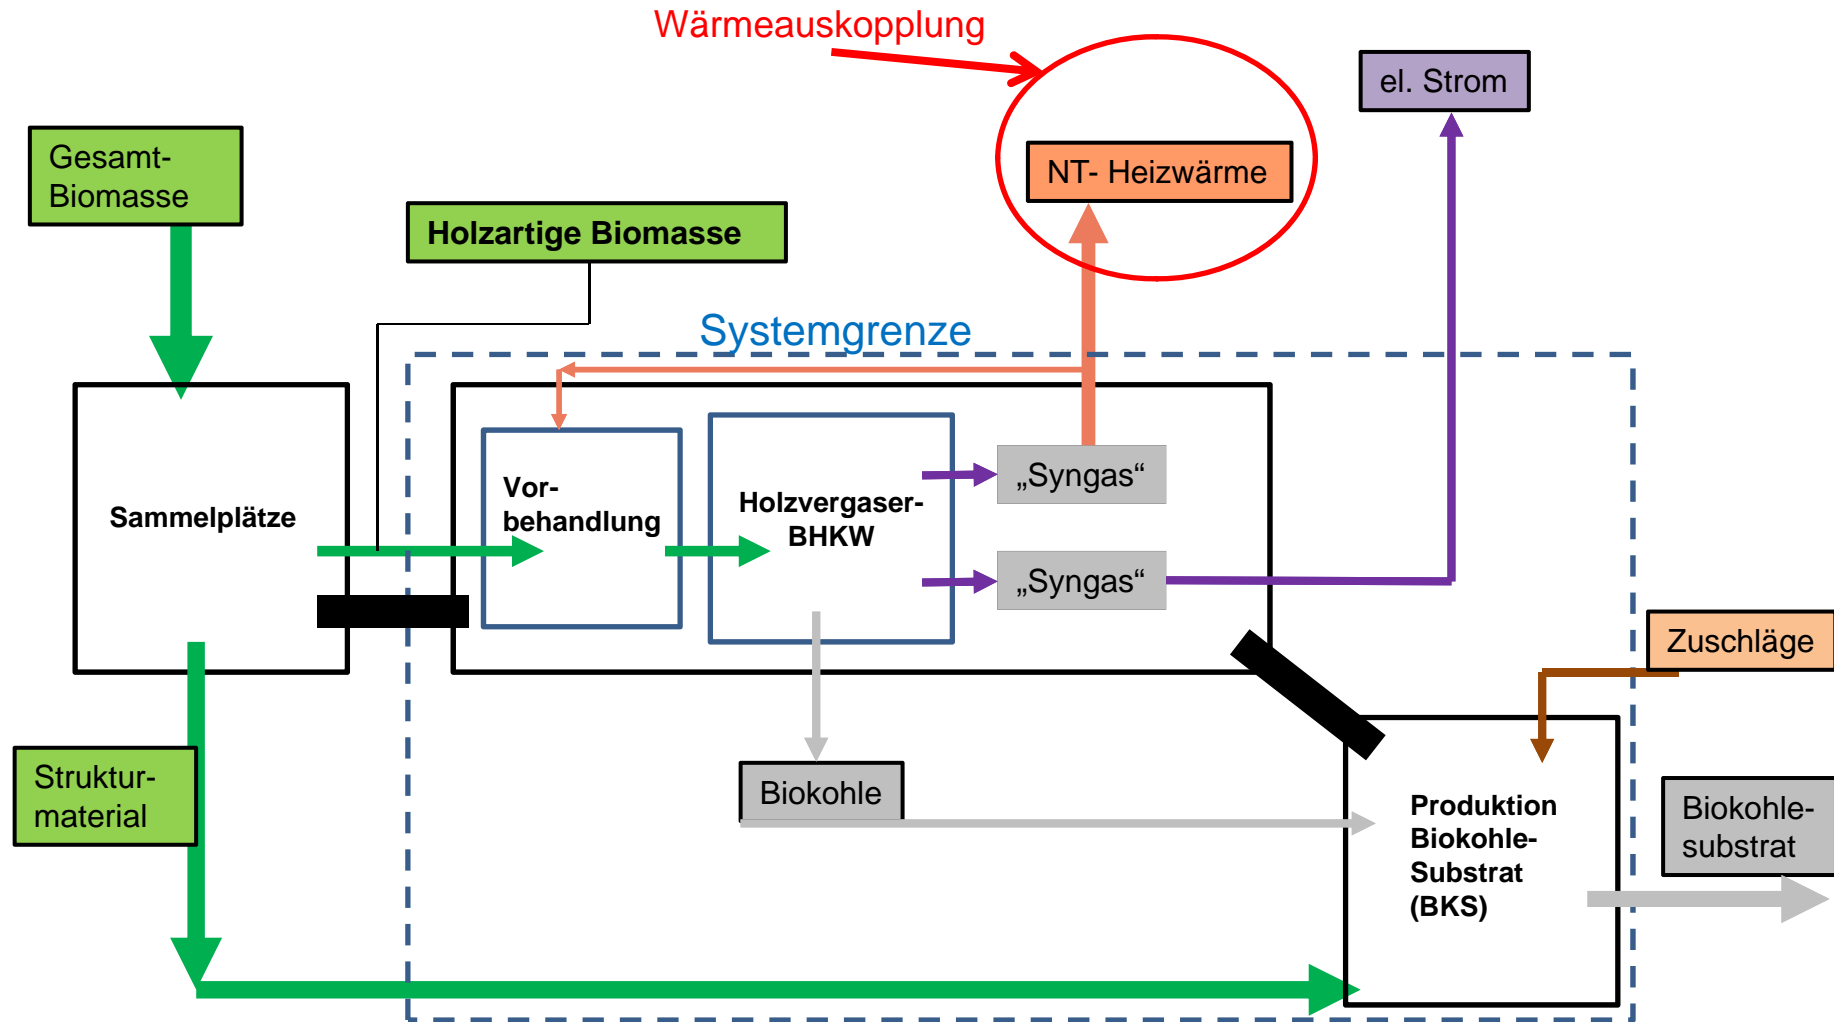 Wärmeauskopplung
el. Strom
Gesamt-
Biomasse
NT- Heizwärme
Holzartige Biomasse
Systemgrenze
Sammelplätze
Vor-
behandlung
Holzvergaser-
BHKW
„Syngas“
„Syngas“
Zuschläge
Struktur-
material
Biokohle
Produktion
Biokohle-
Substrat
(BKS)
Biokohle-
substrat